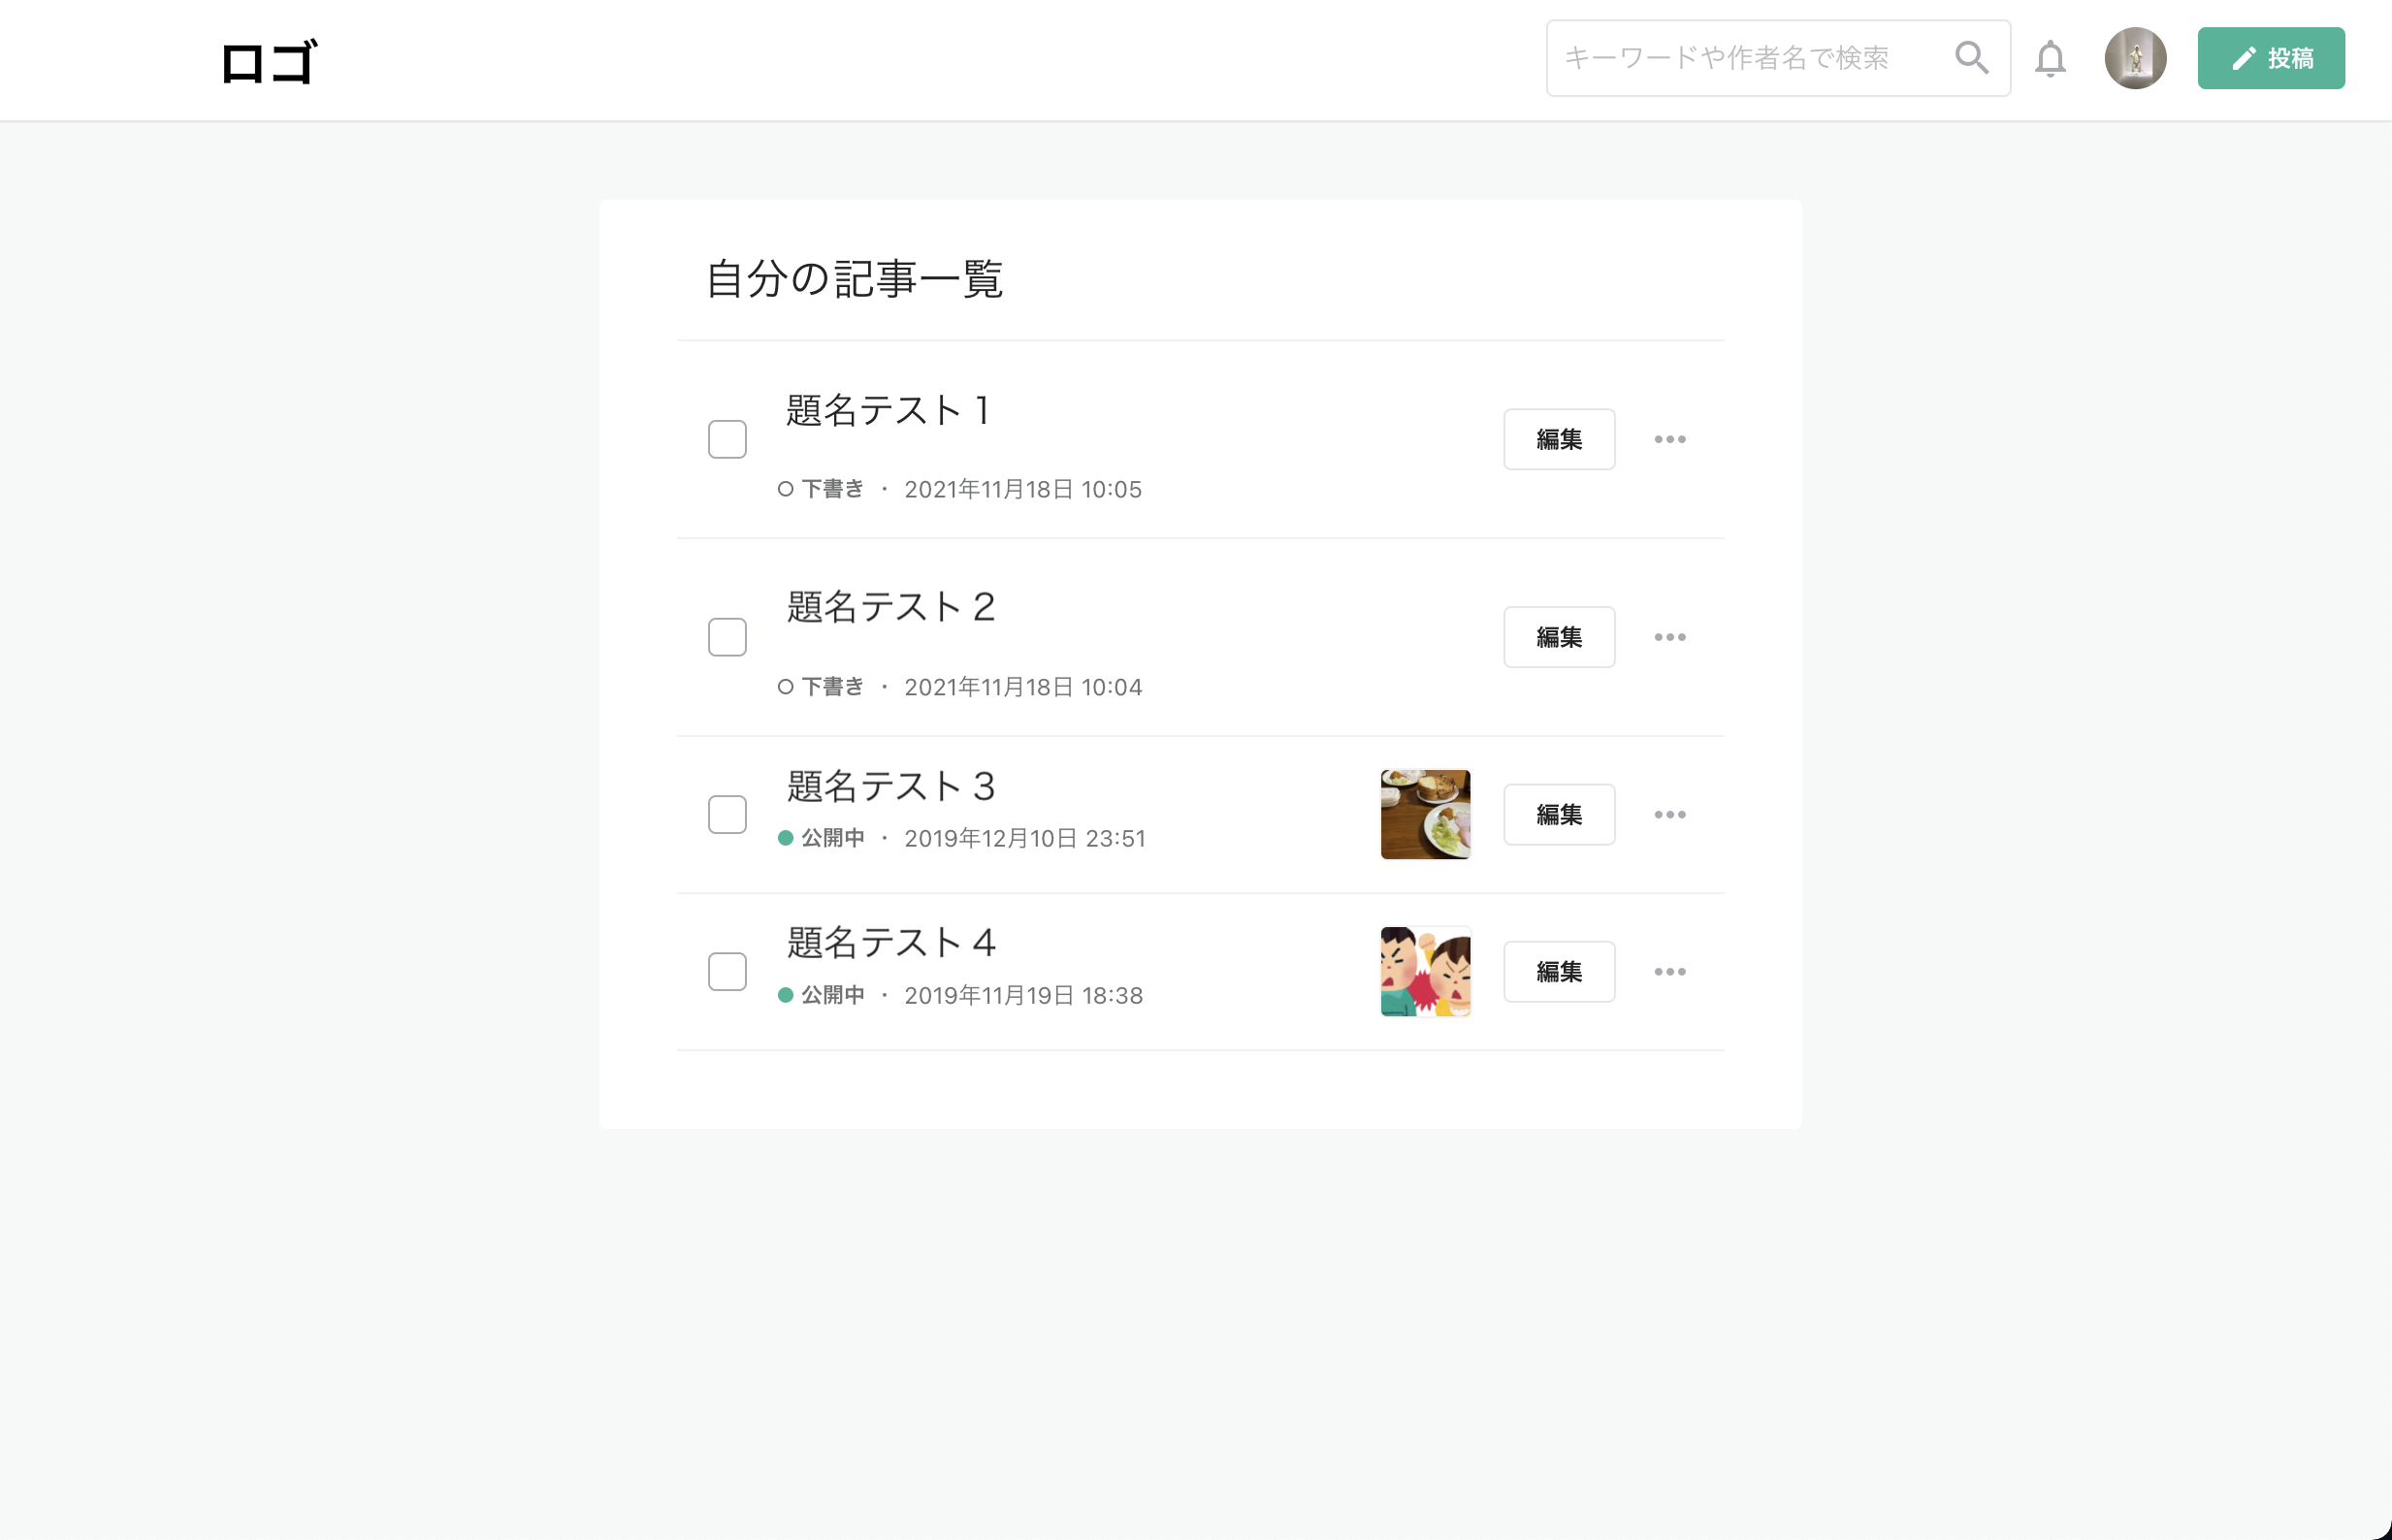 ロゴ
キーワードや作者名で検索
投稿
自分の記事一覧
題名テスト 1
編集
下書き ・ 2021年11月18日 10:05
題名テスト 2
編集
下書き ・ 2021年11月18日 10:04
題名テスト 3
編集
公開中 ・ 2019年12月10日 23:51
題名テスト 4
編集
公開中 ・ 2019年11月19日 18:38